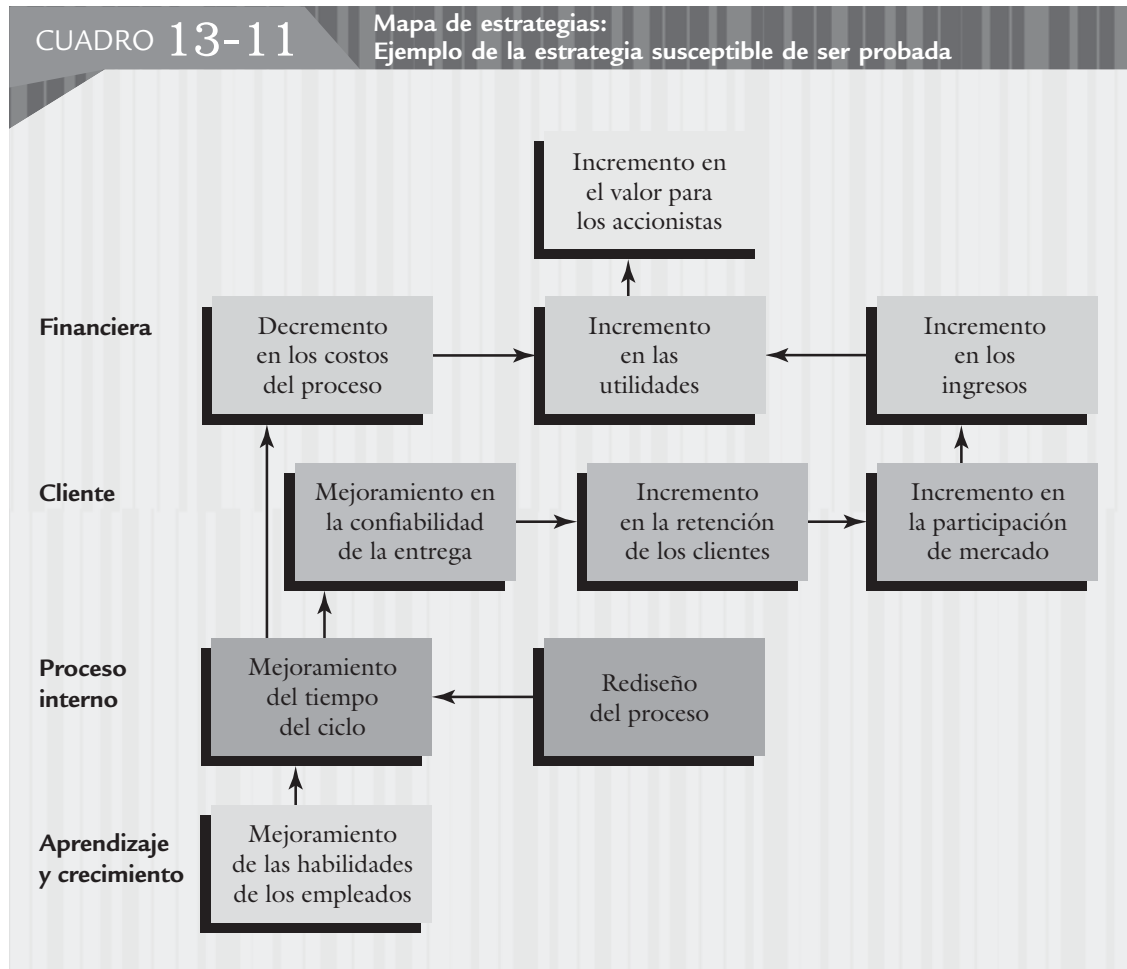 CUADRO 13-11
Mapa de estrategias:
Ejemplo de la estrategia susceptible de ser probada
Incremento en
el valor para
los accionistas
Financiera
Decremento
en los costos
del proceso
Incremento
en las
utilidades
Incremento
en los
ingresos
Cliente
Mejoramiento en
la confiabilidad
de la entrega
Incremento
en la retención
de los clientes
Incremento en
la participación
de mercado
Proceso
interno
Mejoramiento
del tiempo
del ciclo
Rediseño
del proceso
Aprendizaje
y crecimiento
Mejoramiento
de las habilidades
de los empleados